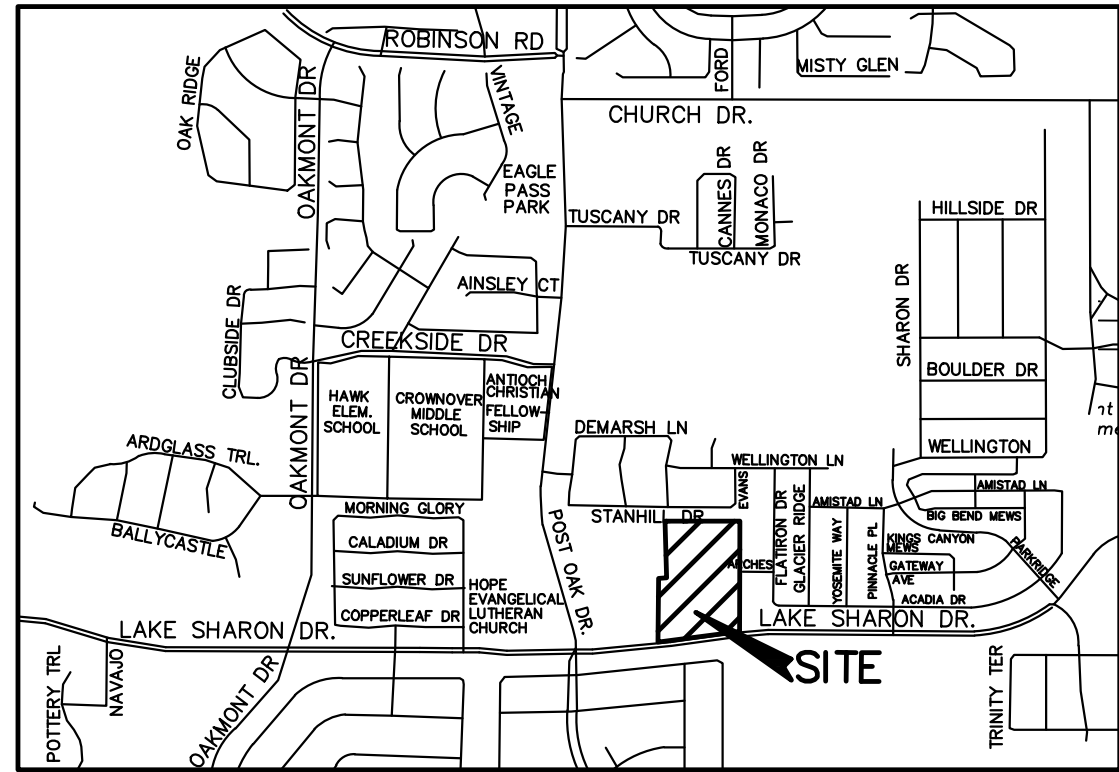 ROBINSON RD
OAK RIDGE
OAKMONT DR
VINTAGE
FORD
MISTY GLEN
CHURCH DR.
EAGLE
PASS
PARK
TUSCANY DR
CANNES DR
MONACO DR
TUSCANY DR
HILLSIDE DR
SHARON DR
AINSLEY CT
CLUBSIDE DR
CREEKSIDE DR
BOULDER DR
OAKMONT DR
HAWK
ELEM.
SCHOOL
CROWNOVER
MIDDLE
SCHOOL
ANTIOCH
CHRISTIAN
FELLOW-
SHIP
DEMARSH LN
WELLINGTON
ARDGLASS TRL.
WELLINGTON LN
EVANS
BALLYCASTLE
MORNING GLORY
CALADIUM DR
SUNFLOWER DR
COPPERLEAF DR
HOPE
EVANGELICAL
LUTHERAN
CHURCH
POST OAK DR.
STANHILL DR
ARCHES
FLATIRON DR
GLACIER RIDGE
AMISTAD LN
YOSEMITE WAY
PINNACLE PL
AMISTAD LN
BIG BEND MEWS
KINGS CANYON
MEWS
GATEWAY
AVE
ACADIA DR
PARKRIDGE
LAKE SHARON DR.
LAKE SHARON DR.
SITE
POTTERY TRL
NAVAJO
OAKMONT DR
TRINITY TER